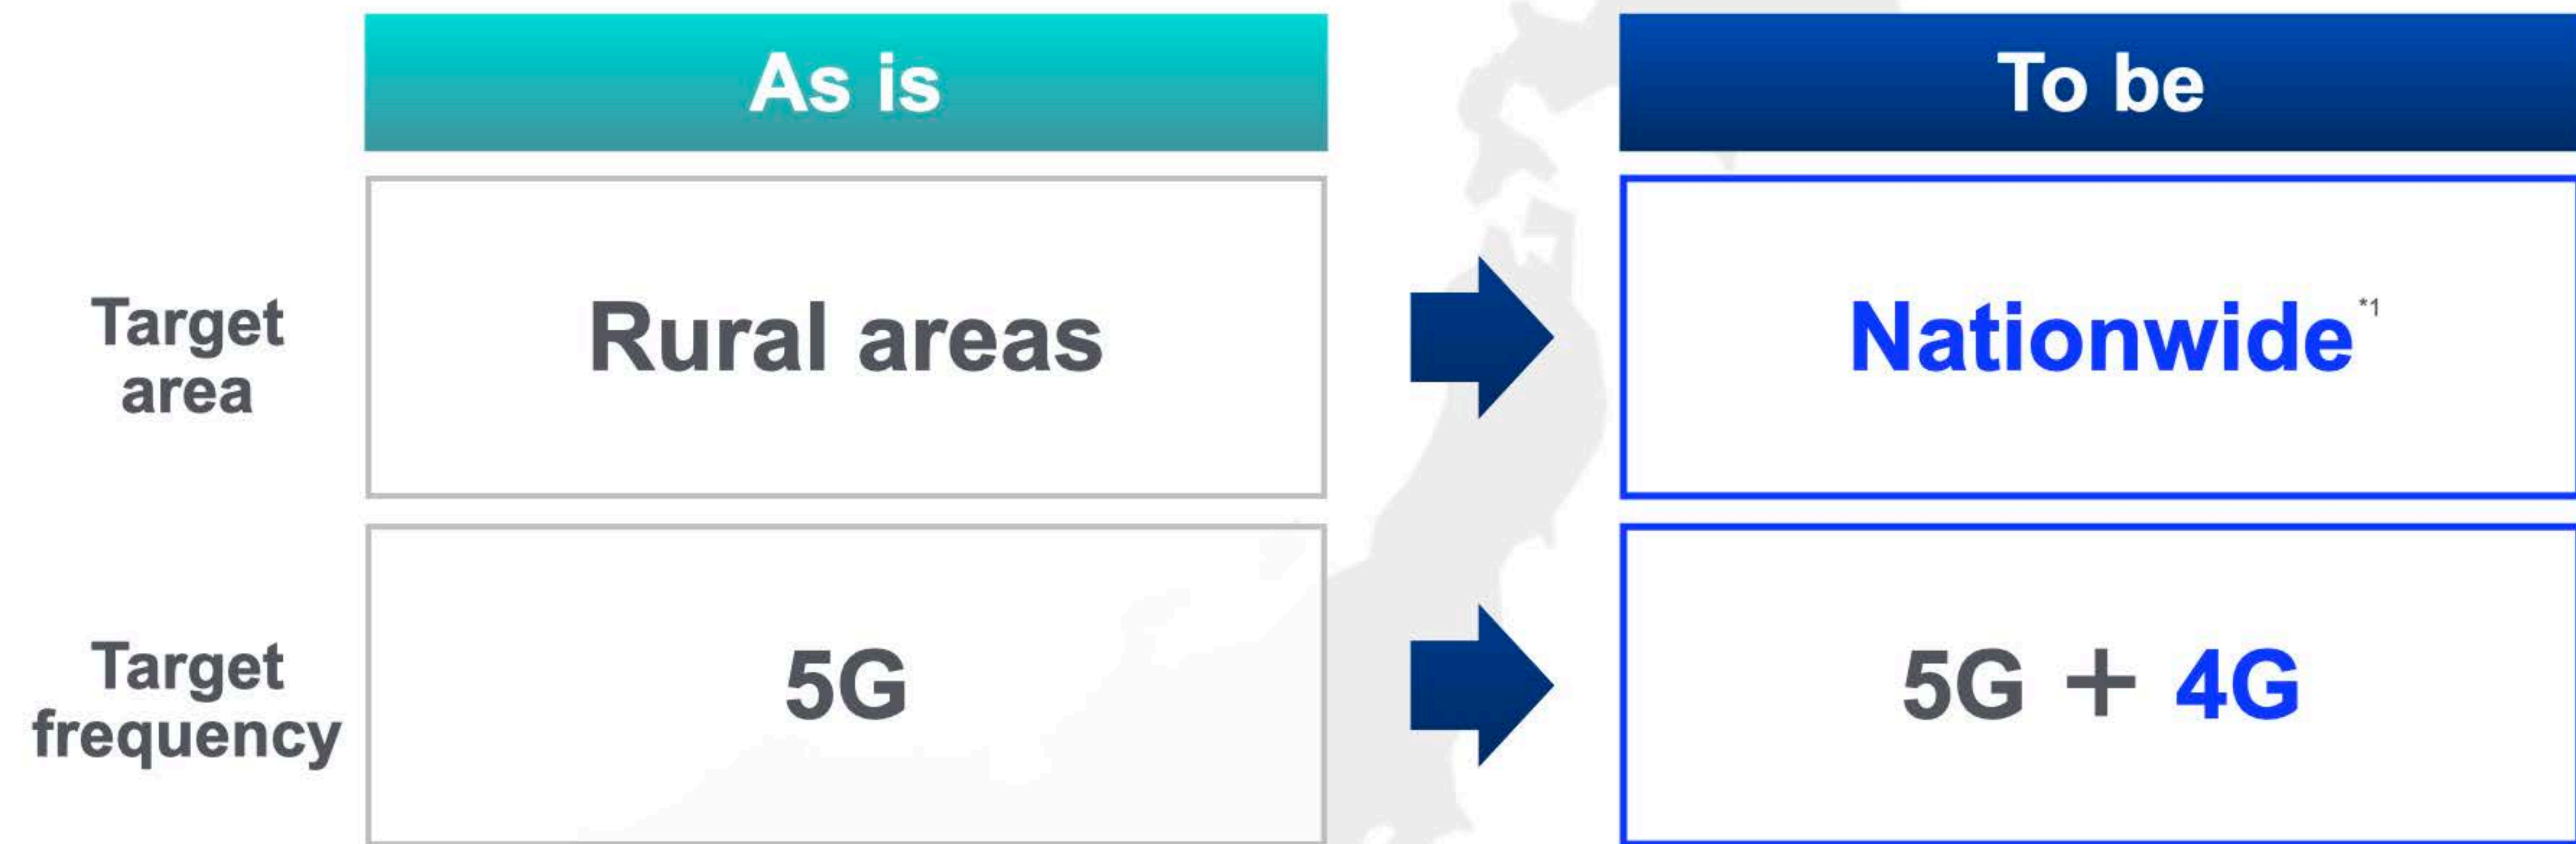 As is
To be
Target
area
Rural areas
Nationwide*1
Target
frequency
5G
5G + 4G